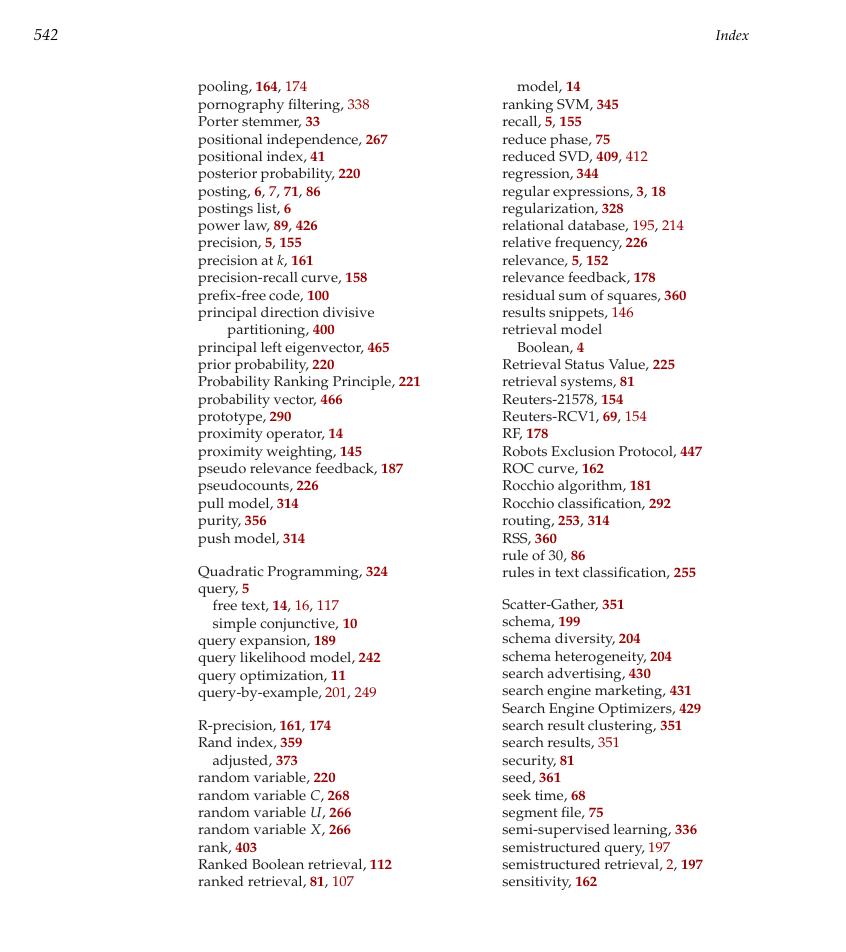 542
Index
pooling, 164, 174
pornography filtering, 338
Porter stemmer, 33
positional independence, 267
positional index, 41
posterior probability, 220
posting, 6, 7, 71, 86
postings list, 6
power law, 89, 426
precision, 5, 155
precision at k, 161
precision-recall curve, 158
prefix-free code, 100
principal direction divisive
partitioning, 400
principal left eigenvector, 465
prior probability, 220
Probability Ranking Principle, 221
probability vector, 466
prototype, 290
proximity operator, 14
proximity weighting, 145
pseudo relevance feedback, 187
pseudocounts, 226
pull model, 314
purity, 356
push model, 314
Quadratic Programming, 324
query, 5
free text, 14, 16, 117
simple conjunctive, 10
query expansion, 189
query likelihood model, 242
query optimization, 11
query-by-example, 201, 249
R-precision, 161, 174
Rand index, 359
adjusted, 373
random variable, 220
random variable C, 268
random variable U, 266
random variable X, 266
rank, 403
Ranked Boolean retrieval, 112
ranked retrieval, 81, 107
model, 14
ranking SVM, 345
recall, 5, 155
reduce phase, 75
reduced SVD, 409, 412
regression, 344
regular expressions, 3, 18
regularization, 328
relational database, 195, 214
relative frequency, 226
relevance, 5, 152
relevance feedback, 178
residual sum of squares, 360
results snippets, 146
retrieval model
Boolean, 4
Retrieval Status Value, 225
retrieval systems, 81
Reuters-21578, 154
Reuters-RCV1, 69, 154
RF, 178
Robots Exclusion Protocol, 447
ROC curve, 162
Rocchio algorithm, 181
Rocchio classification, 292
routing, 253, 314
RSS, 360
rule of 30, 86
rules in text classification, 255
Scatter-Gather, 351
schema, 199
schema diversity, 204
schema heterogeneity, 204
search advertising, 430
search engine marketing, 431
Search Engine Optimizers, 429
search result clustering, 351
search results, 351
security, 81
seed, 361
seek time, 68
segment file, 75
semi-supervised learning, 336
semistructured query, 197
semistructured retrieval, 2, 197
sensitivity, 162